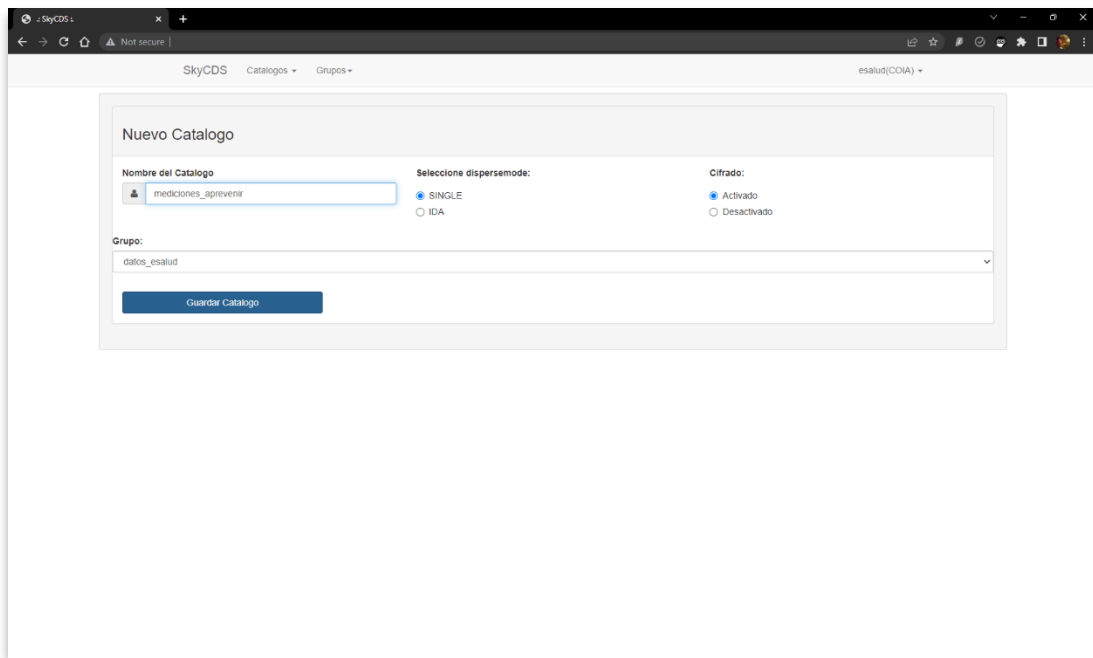 .: SkyCDS :.
Not secure
SkyCDS Catalogos Grupos esalud(COIA)
Nuevo Catalogo
Nombre del Catalogo Seleccione dispersemode: Cifrado:
mediciones_aprevenir SINGLE Activado
IDA Desactivado
Grupo:
datos_esalud
Guardar Catalogo